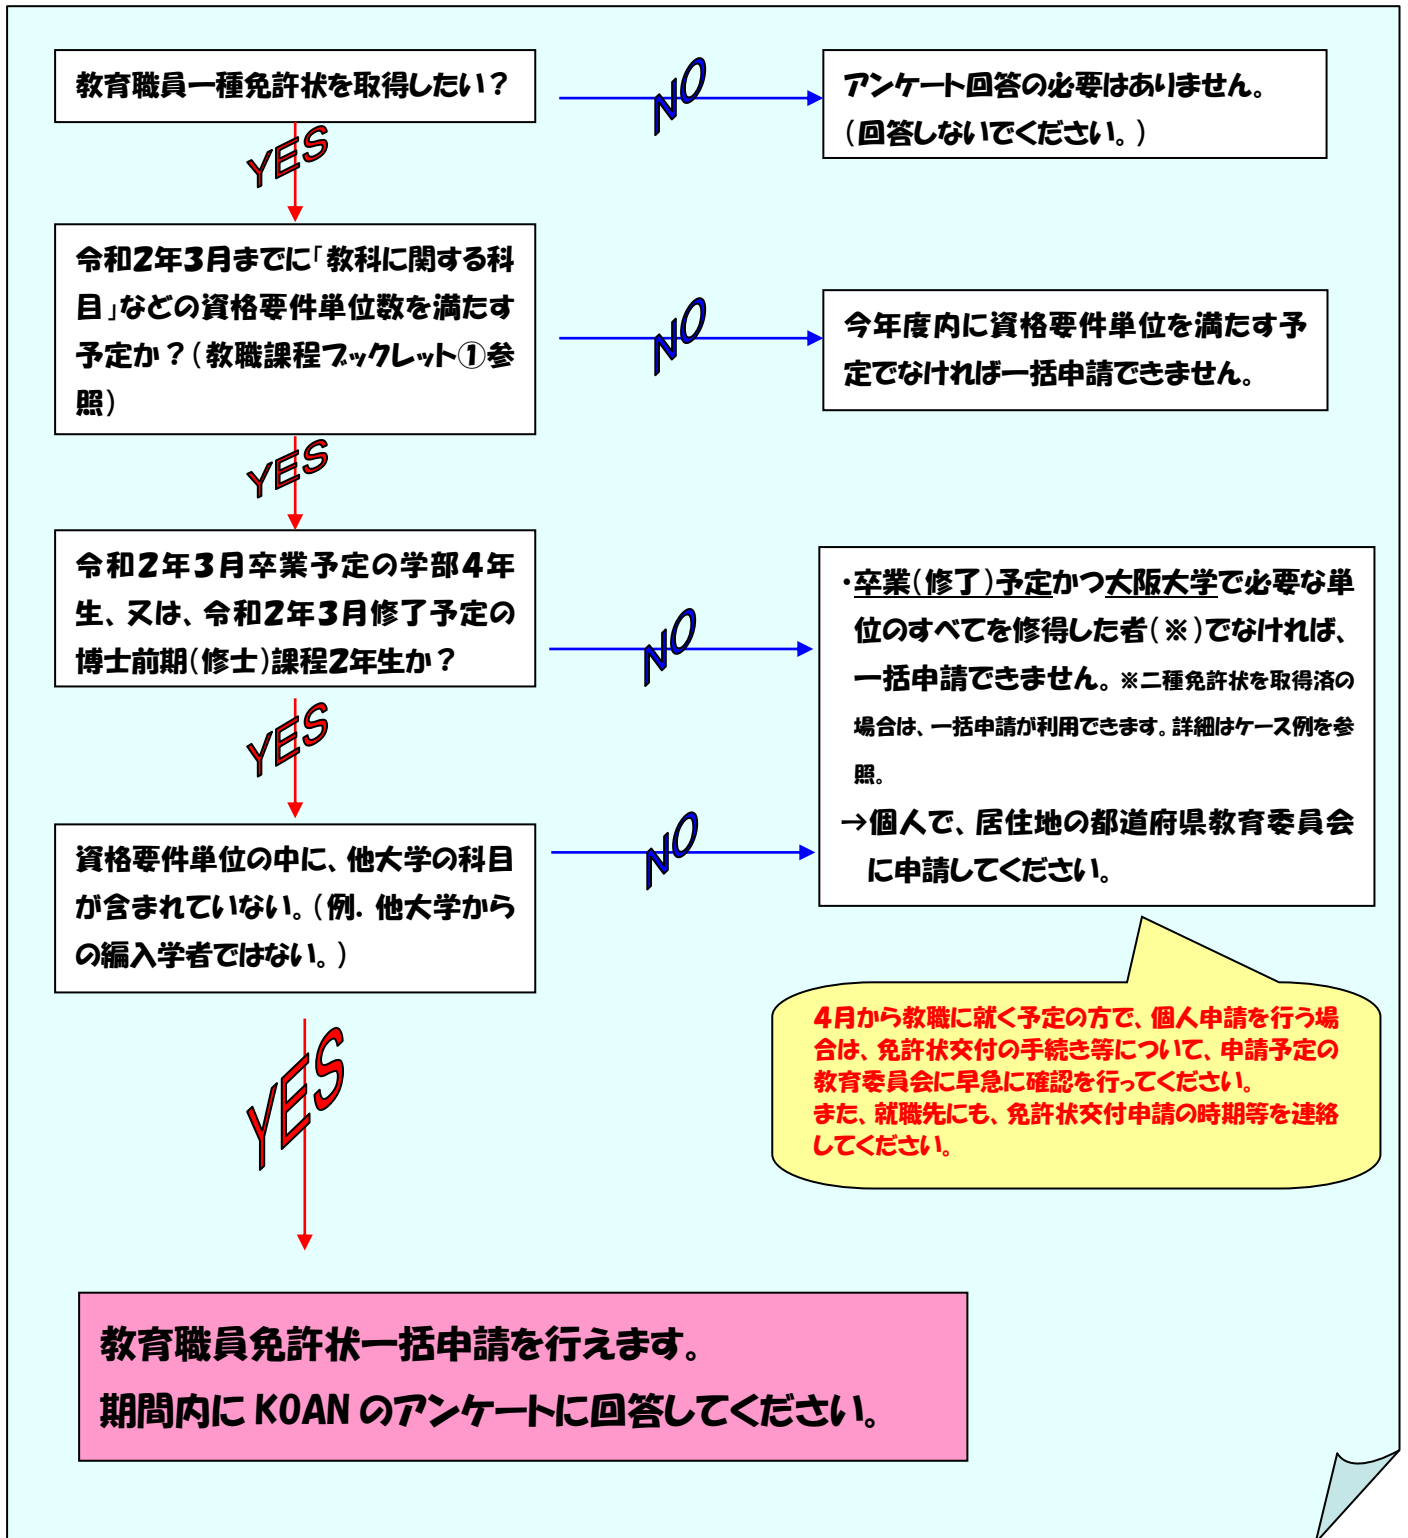 教育職員一種免許状を取得したい？
NO
アンケート回答の必要はありません。
（回答しないでください。）
YES
令和2年3月までに「教科に関する科
目」などの資格要件単位数を満たす
予定か？（教職課程ブックレット①参
照）
NO
今年度内に資格要件単位を満たす予
定でなければ一括申請できません。
YES
令和2年3月卒業予定の学部4年
生、又は、令和2年3月修了予定の
博士前期（修士）課程2年生か？
NO
・卒業（修了）予定かつ大阪大学で必要な単
位のすべてを修得した者（※）でなければ、
一括申請できません。※二種免許状を取得済の
場合は、一括申請が利用できます。詳細はケース例を参
照。
→個人で、居住地の都道府県教育委員会
に申請してください。
YES
資格要件単位の中に、他大学の科目
が含まれていない。（例．他大学から
の編入学者ではない。）
NO
4月から教職に就く予定の方で、個人申請を行う場
合は、免許状交付の手続き等について、申請予定の
教育委員会に早急に確認を行ってください。
また、就職先にも、免許状交付申請の時期等を連絡
してください。
YES
教育職員免許状一括申請を行えます。
期間内に KOAN のアンケートに回答してください。